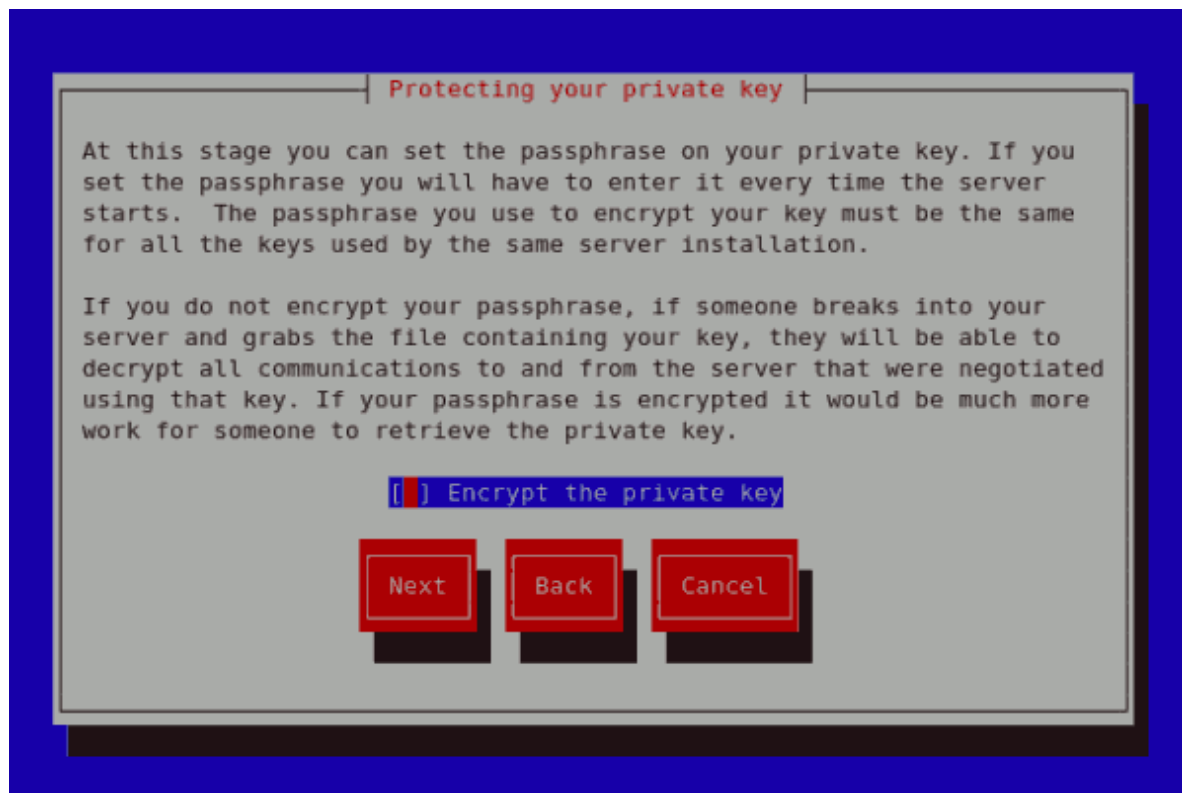 Protecting your private key
At this stage you can set the passphrase on your private key. If you
set the passphrase you will have to enter it every time the server
starts.  The passphrase you use to encrypt your key must be the same
for all the keys used by the same server installation.
If you do not encrypt your passphrase, if someone breaks into your
server and grabs the file containing your key, they will be able to
decrypt all communications to and from the server that were negotiated
using that key. If your passphrase is encrypted it would be much more
work for someone to retrieve the private key.
[ ] Encrypt the private key
Next Back Cancel